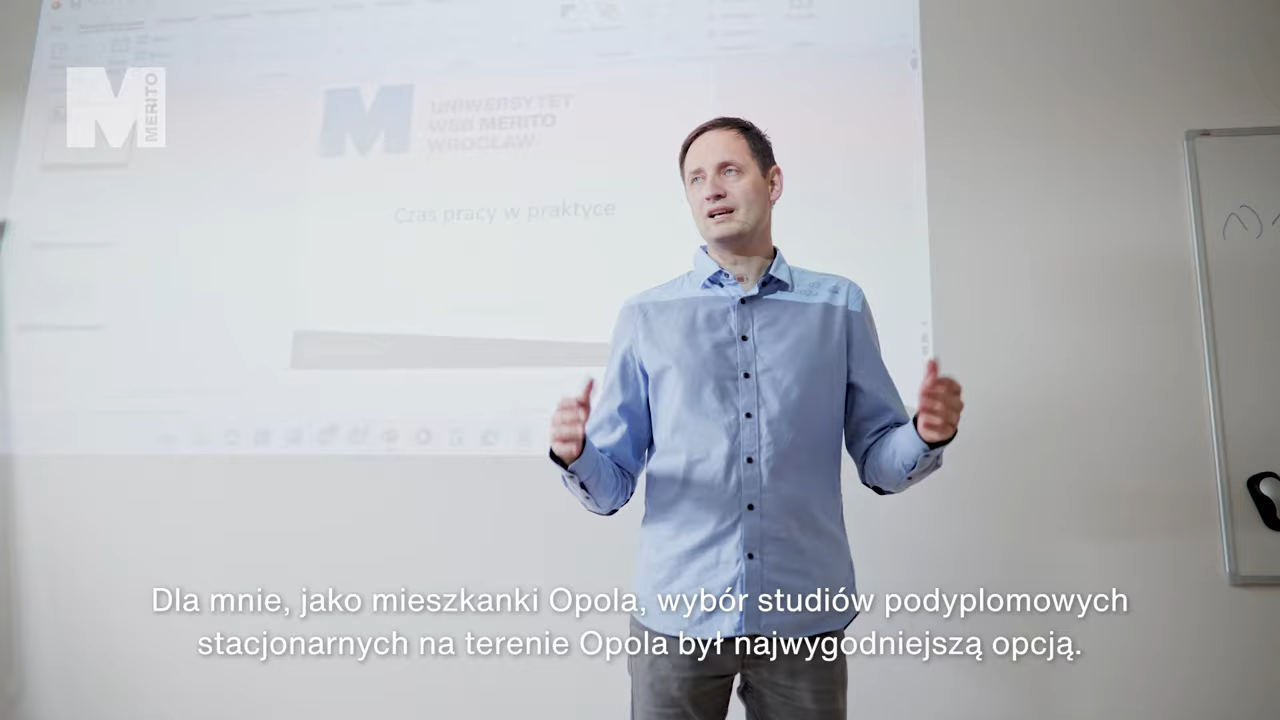 MERITO
UNIWERSYTET
WSB MERITO
WROCŁAW
Czas pracy w praktyce
Dla mnie, jako mieszkanki Opola, wybór studiów podyplomowych
stacjonarnych na terenie Opola był najwygodniejszą opcją.